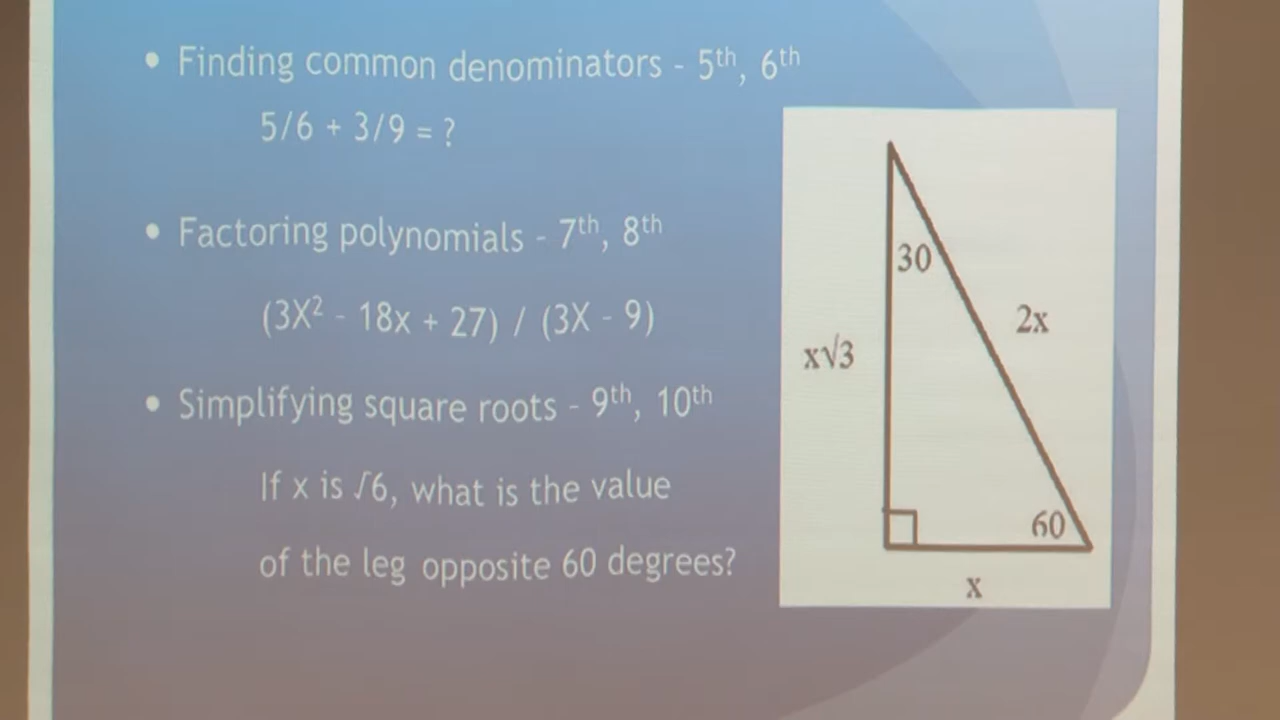 • Finding common denominators - 5th, 6th
5/6 + 3/9 = ?
• Factoring polynomials - 7th, 8th
(3X² - 18x + 27) / (3X - 9)
• Simplifying square roots - 9th, 10th
If x is √6, what is the value
of the leg opposite 60 degrees?
30
2x
x√3
60
x